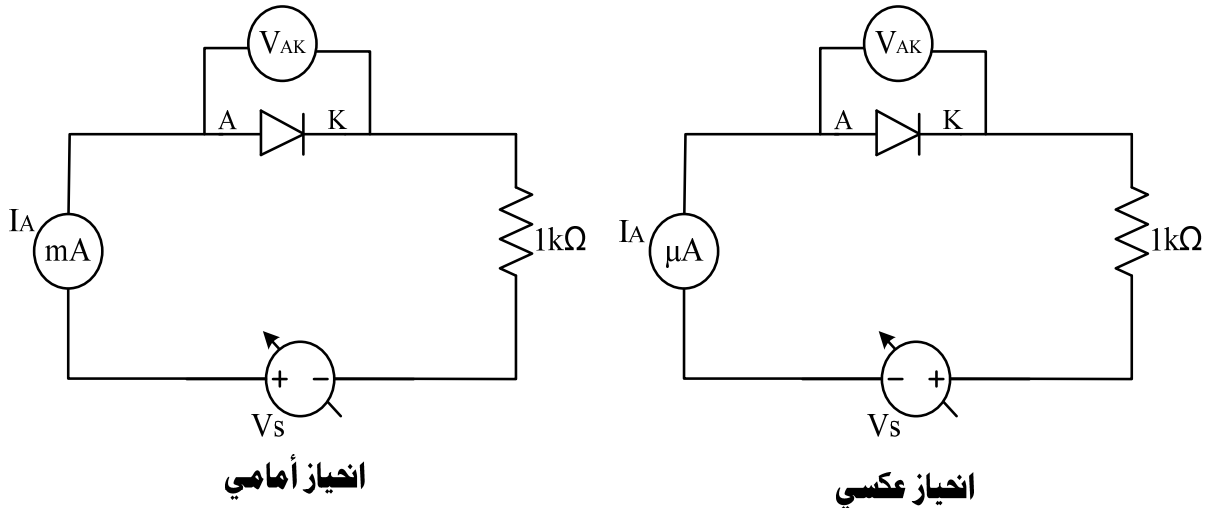 VAK
A K
IA
mA
1kΩ
+ −
Vs
انحياز أمامي
VAK
A K
IA
μA
1kΩ
− +
Vs
انحياز عكسي